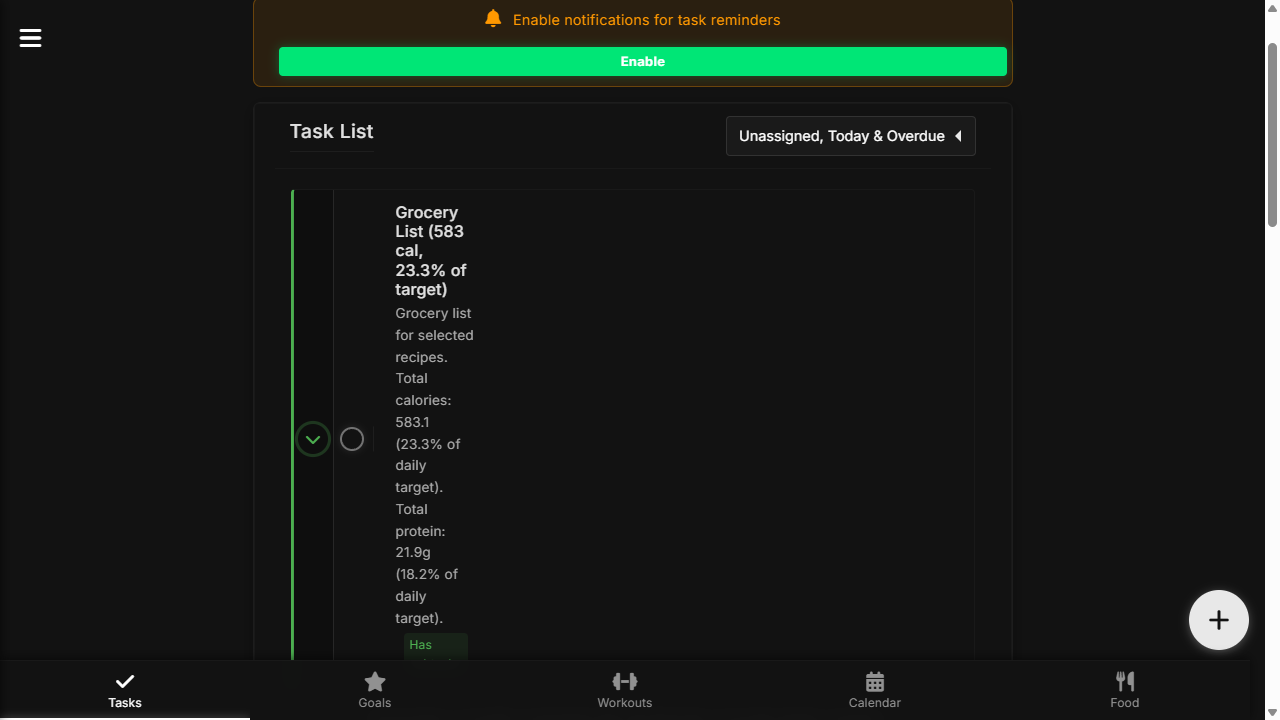 Enable notifications for task reminders
Enable
Task List
Unassigned, Today & Overdue
Grocery
List (583
cal,
23.3% of
target)
Grocery list
for selected
recipes.
Total
calories:
583.1
(23.3% of
daily
target).
Total
protein:
21.9g
(18.2% of
daily
target).
Has
Tasks
Goals
Workouts
Calendar
Food